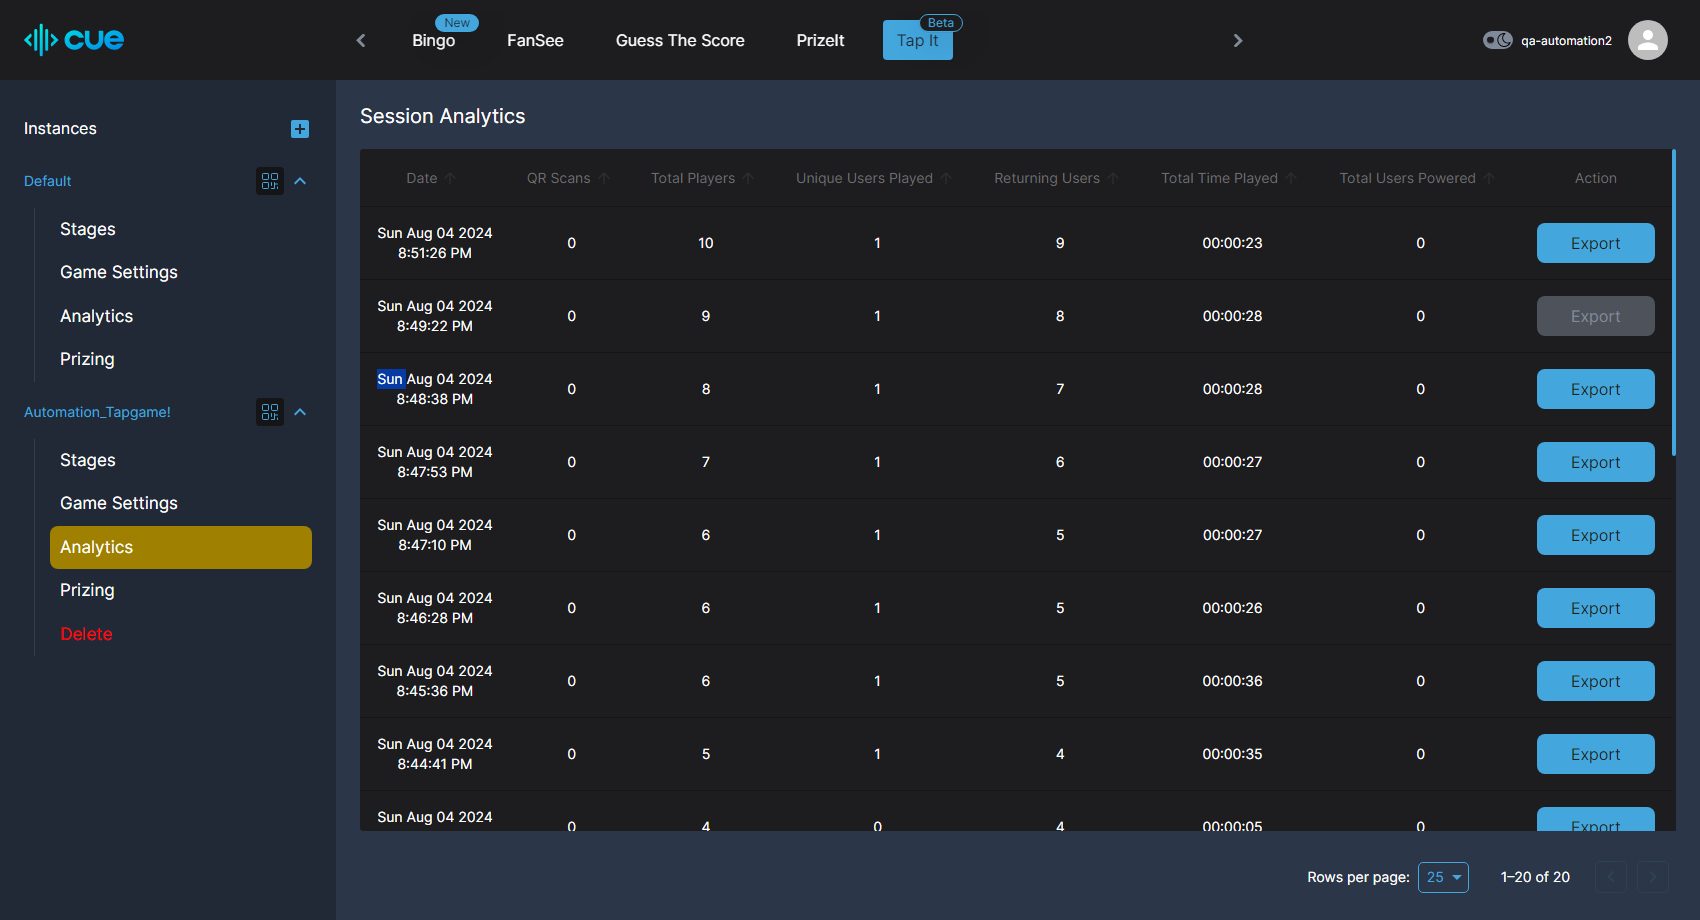 cue
New
Bingo
FanSee
Guess The Score
PrizeIt
Beta
Tap It
qa-automation2
Instances
Default
Stages
Game Settings
Analytics
Prizing
Automation_Tapgame!
Stages
Game Settings
Analytics
Prizing
Delete
Session Analytics
Date QR Scans Total Players Unique Users Played Returning Users Total Time Played Total Users Powered Action
Sun Aug 04 2024
8:51:26 PM 0 10 1 9 00:00:23 0 Export
Sun Aug 04 2024
8:49:22 PM 0 9 1 8 00:00:28 0 Export
Sun Aug 04 2024
8:48:38 PM 0 8 1 7 00:00:28 0 Export
Sun Aug 04 2024
8:47:53 PM 0 7 1 6 00:00:27 0 Export
Sun Aug 04 2024
8:47:10 PM 0 6 1 5 00:00:27 0 Export
Sun Aug 04 2024
8:46:28 PM 0 6 1 5 00:00:26 0 Export
Sun Aug 04 2024
8:45:36 PM 0 6 1 5 00:00:36 0 Export
Sun Aug 04 2024
8:44:41 PM 0 5 1 4 00:00:35 0 Export
Sun Aug 04 2024
0 4 0 4 00:00:05 0 Export
Rows per page: 25 1–20 of 20